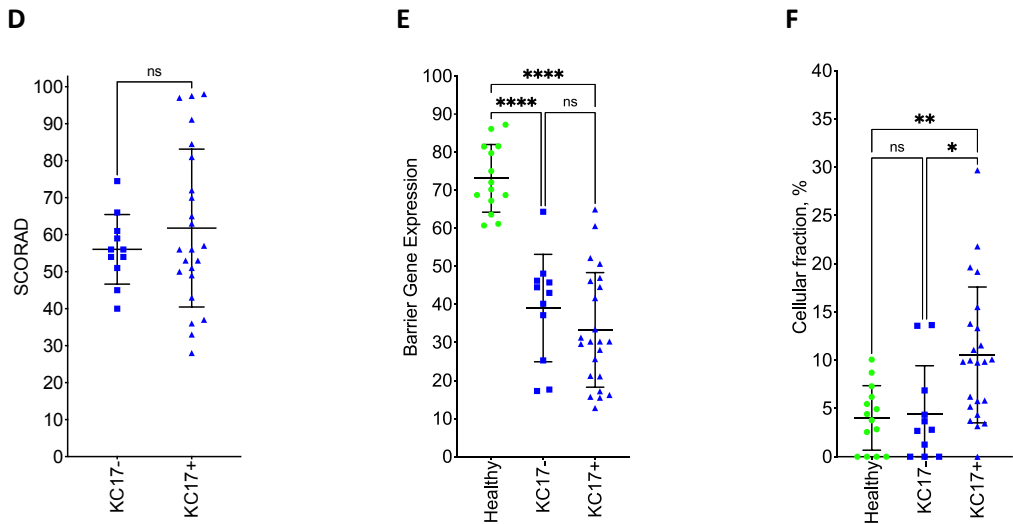 D
E
F
ns
SCORAD
100
90
80
70
60
50
40
30
20
10
0
KC17-
KC17+
****
****
ns
Barrier Gene Expression
100
90
80
70
60
50
40
30
20
10
0
Healthy
KC17-
KC17+
**
ns
*
Cellular fraction, %
40
35
30
25
20
15
10
5
0
Healthy
KC17-
KC17+